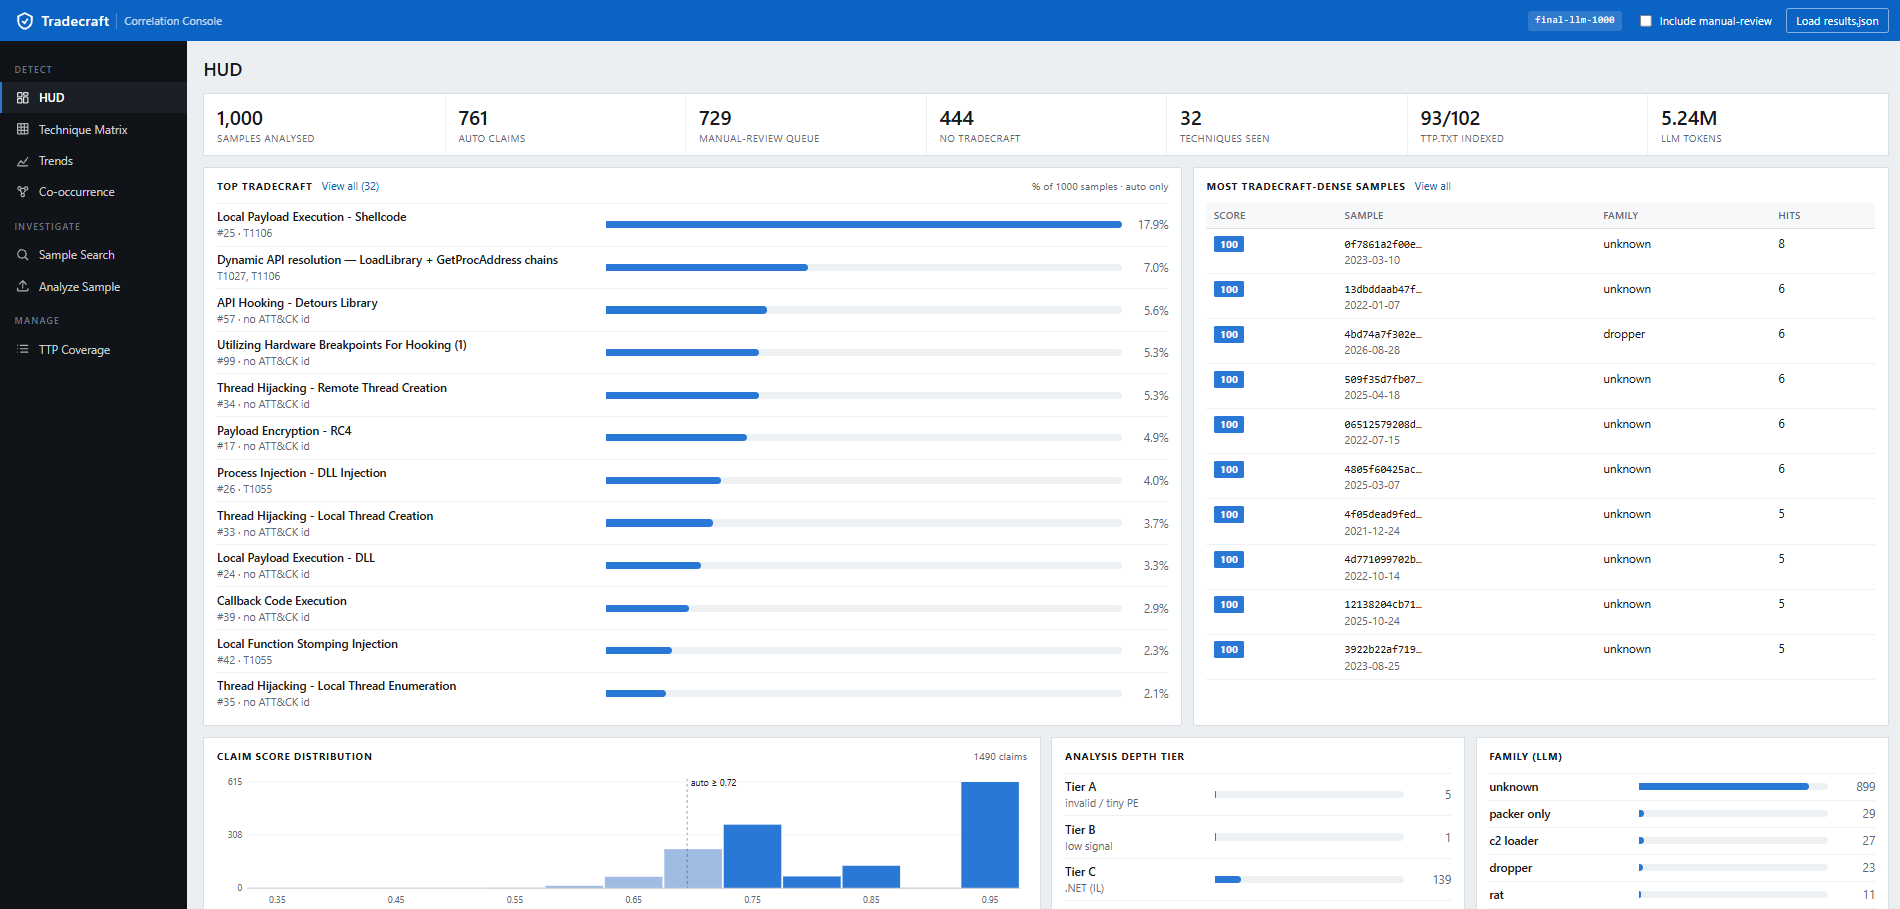 Tradecraft Correlation Console
final-llm-1000
Include manual-review
Load results.json
DETECT
HUD
Technique Matrix
Trends
Co-occurrence
INVESTIGATE
Sample Search
Analyze Sample
MANAGE
TTP Coverage
HUD
1,000
SAMPLES ANALYSED
761
AUTO CLAIMS
729
MANUAL-REVIEW QUEUE
444
NO TRADECRAFT
32
TECHNIQUES SEEN
93/102
TTP.TXT INDEXED
5.24M
LLM TOKENS
TOP TRADECRAFT View all (32) % of 1000 samples · auto only
Local Payload Execution - Shellcode
#25 · T1106
17.9%
Dynamic API resolution — LoadLibrary + GetProcAddress chains
T1027, T1106
7.0%
API Hooking - Detours Library
#57 · no ATT&CK id
5.6%
Utilizing Hardware Breakpoints For Hooking (1)
#99 · no ATT&CK id
5.3%
Thread Hijacking - Remote Thread Creation
#34 · no ATT&CK id
5.3%
Payload Encryption - RC4
#17 · no ATT&CK id
4.9%
Process Injection - DLL Injection
#26 · T1055
4.0%
Thread Hijacking - Local Thread Creation
#33 · no ATT&CK id
3.7%
Local Payload Execution - DLL
#24 · no ATT&CK id
3.3%
Callback Code Execution
#39 · no ATT&CK id
2.9%
Local Function Stomping Injection
#42 · T1055
2.3%
Thread Hijacking - Local Thread Enumeration
#35 · no ATT&CK id
2.1%
MOST TRADECRAFT-DENSE SAMPLES View all
SCORE SAMPLE FAMILY HITS
100 0f7861a2f00e… unknown 8
2023-03-10
100 13dbddaab47f… unknown 6
2022-01-07
100 4bd74a7f302e… dropper 6
2026-08-28
100 509f35d7fb07… unknown 6
2025-04-18
100 06512579208d… unknown 6
2022-07-15
100 4805f60425ac… unknown 6
2025-03-07
100 4f05dead9fed… unknown 5
2021-12-24
100 4d771099702b… unknown 5
2022-10-14
100 12138204cb71… unknown 5
2025-10-24
100 3922b22af719… unknown 5
2023-08-25
CLAIM SCORE DISTRIBUTION 1490 claims
615
308
0
auto ≥ 0.72
0.35 0.45 0.55 0.65 0.75 0.85 0.95
ANALYSIS DEPTH TIER
Tier A
invalid / tiny PE
5
Tier B
low signal
1
Tier C
.NET (IL)
139
FAMILY (LLM)
unknown 899
packer only 29
c2 loader 27
dropper 23
rat 11